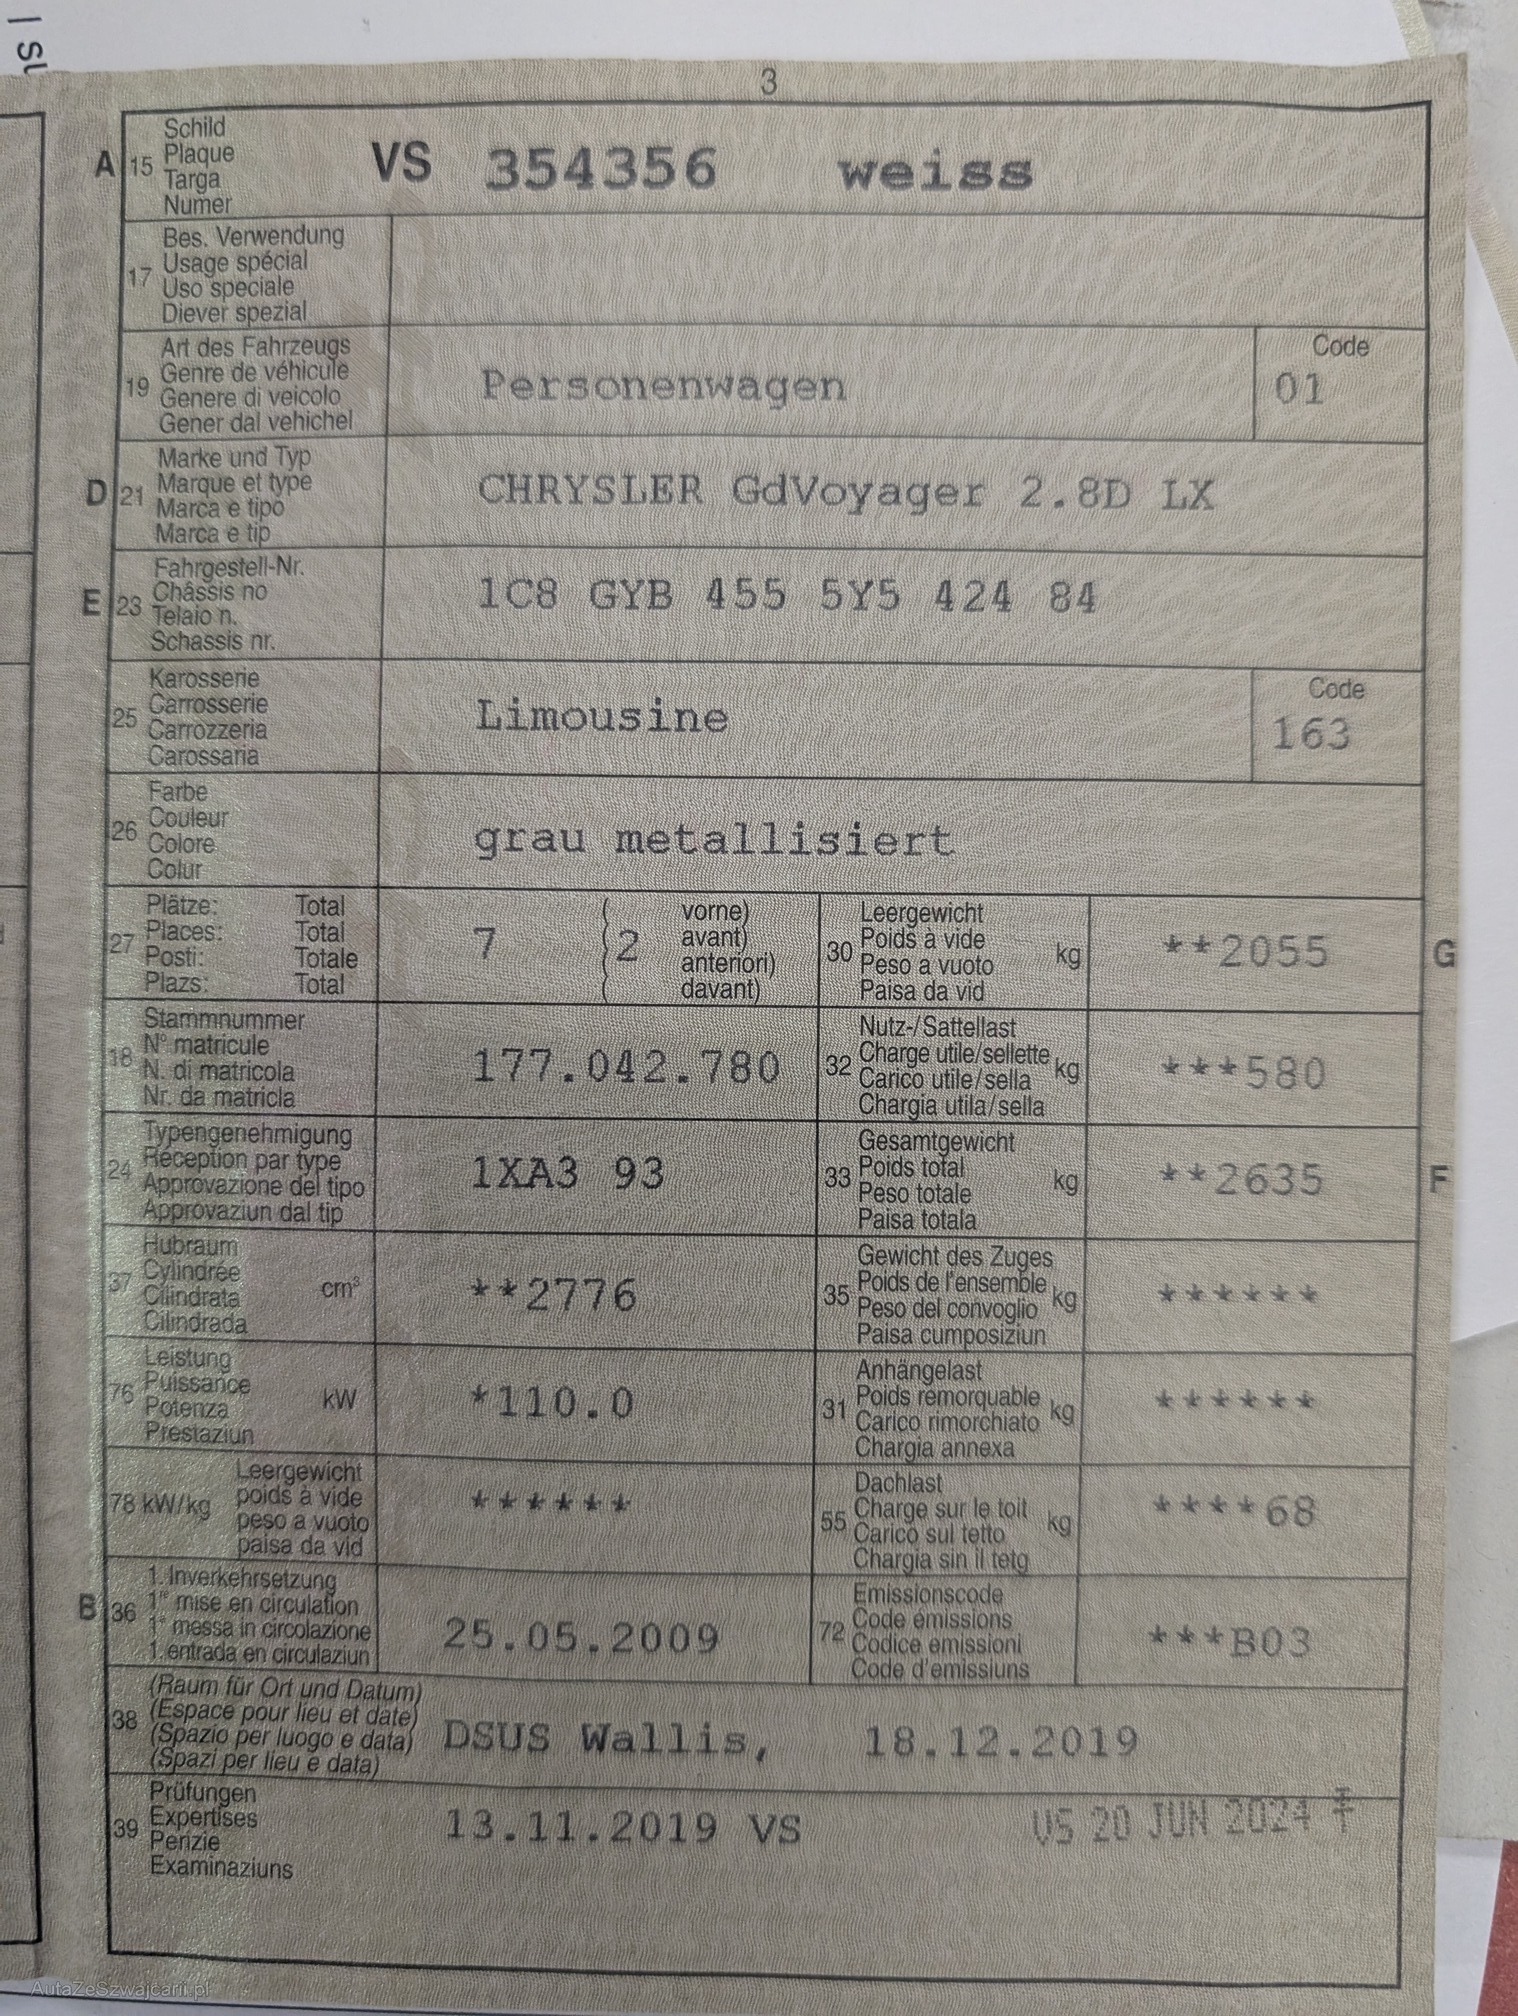 | SU
3
A 15 Schild
Plaque
Targa
Numer
VS 354356 weiss
17 Bes. Verwendung
Usage spécial
Uso speciale
Diever spezial
19 Art des Fahrzeugs
Genre de véhicule
Genere di veicolo
Gener dal vehichel
Personenwagen
Code
01
D 21 Marke und Typ
Marque et type
Marca e tipo
Marca e tip
CHRYSLER GdVoyager 2.8D LX
E 23 Fahrgestell-Nr.
Châssis no
Telaio n.
Schassis nr.
1C8 GYB 455 5Y5 424 84
25 Karosserie
Carrosserie
Carrozzeria
Carossaria
Limousine
Code
163
26 Farbe
Couleur
Colore
Colur
grau metallisiert
27 Plätze: Total
Places: Total
Posti: Totale
Plazs: Total
7 ( 2 vorne)
avant)
anteriori)
davant)
30 Leergewicht
Poids à vide
Peso a vuoto
Paisa da vid
kg **2055 G
18 Stammnummer
N° matricule
N. di matricola
Nr. da matricla
177.042.780
32 Nutz-/Sattellast
Charge utile/sellette
Carico utile/sella
Chargia utila/sella
kg ***580
24 Typengenehmigung
Réception par type
Approvazione del tipo
Approvaziun dal tip
1XA3 93
33 Gesamtgewicht
Poids total
Peso totale
Paisa totala
kg **2635 F
37 Hubraum
Cylindrée
Cilindrata
Cilindrada
cm³ **2776
35 Gewicht des Zuges
Poids de l'ensemble
Peso del convoglio
Paisa cumposiziun
kg ******
76 Leistung
Puissance
Potenza
Prestaziun
kW *110.0
31 Anhängelast
Poids remorquable
Carico rimorchiato
Chargia annexa
kg ******
78 kW/kg Leergewicht
poids à vide
peso a vuoto
paisa da vid
******
55 Dachlast
Charge sur le toit
Carico sul tetto
Chargia sin il tetg
kg ****68
B 36 1. Inverkehrsetzung
1re mise en circulation
1a messa in circolazione
1. entrada en circulaziun
25.05.2009
72 Emissionscode
Code émissions
Codice emissioni
Code d'emissiuns
***B03
38 (Raum für Ort und Datum)
(Espace pour lieu et date)
(Spazio per luogo e data)
(Spazi per lieu e data)
DSUS Wallis, 18.12.2019
39 Prüfungen
Expertises
Perizie
Examinaziuns
13.11.2019 VS
VS 20 JUN 2024
AutaZeSzwajcarii.pl